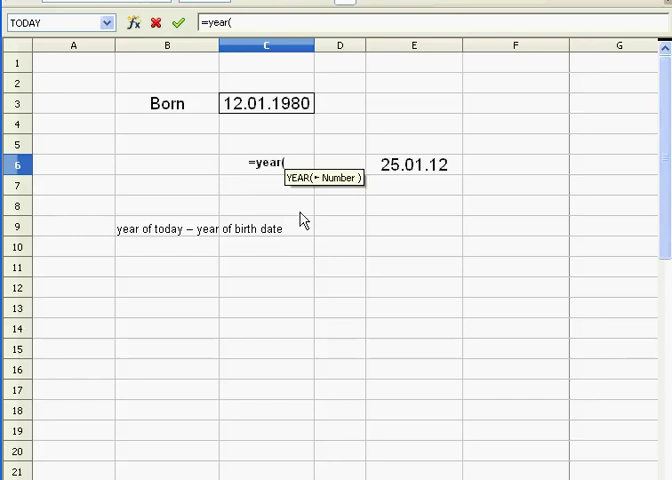 TODAY
=year(
A B C D E F G
1
2
3 Born 12.01.1980
4
5
6 =year( 25.01.12
YEAR(← Number )
7
8
9 year of today – year of birth date
10
11
12
13
14
15
16
17
18
19
20
21